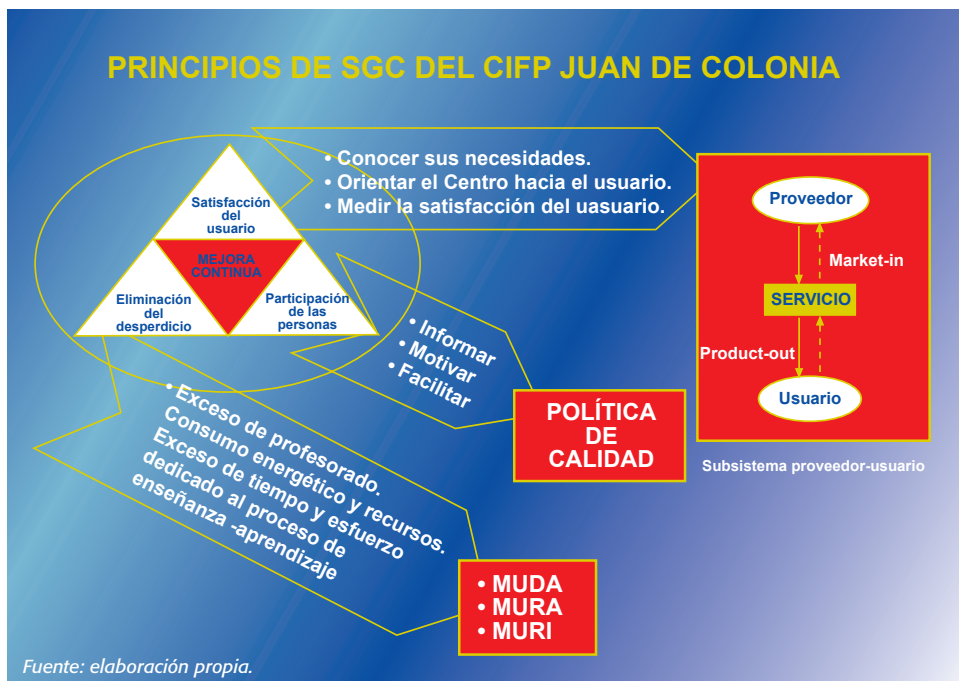 PRINCIPIOS DE SGC DEL CIFP JUAN DE COLONIA
• Conocer sus necesidades.
• Orientar el Centro hacia el usuario.
• Medir la satisfacción del uasuario.
Satisfacción
del
usuario
MEJORA
CONTINUA
Eliminación
del
desperdicio
Participación
de las
personas
• Informar
• Motivar
• Facilitar
POLÍTICA
DE
CALIDAD
• Exceso de profesorado.
Consumo energético y recursos.
Exceso de tiempo y esfuerzo
dedicado al proceso de
enseñanza -aprendizaje
• MUDA
• MURA
• MURI
Proveedor
Market-in
SERVICIO
Product-out
Usuario
Subsistema proveedor-usuario
Fuente: elaboración propia.